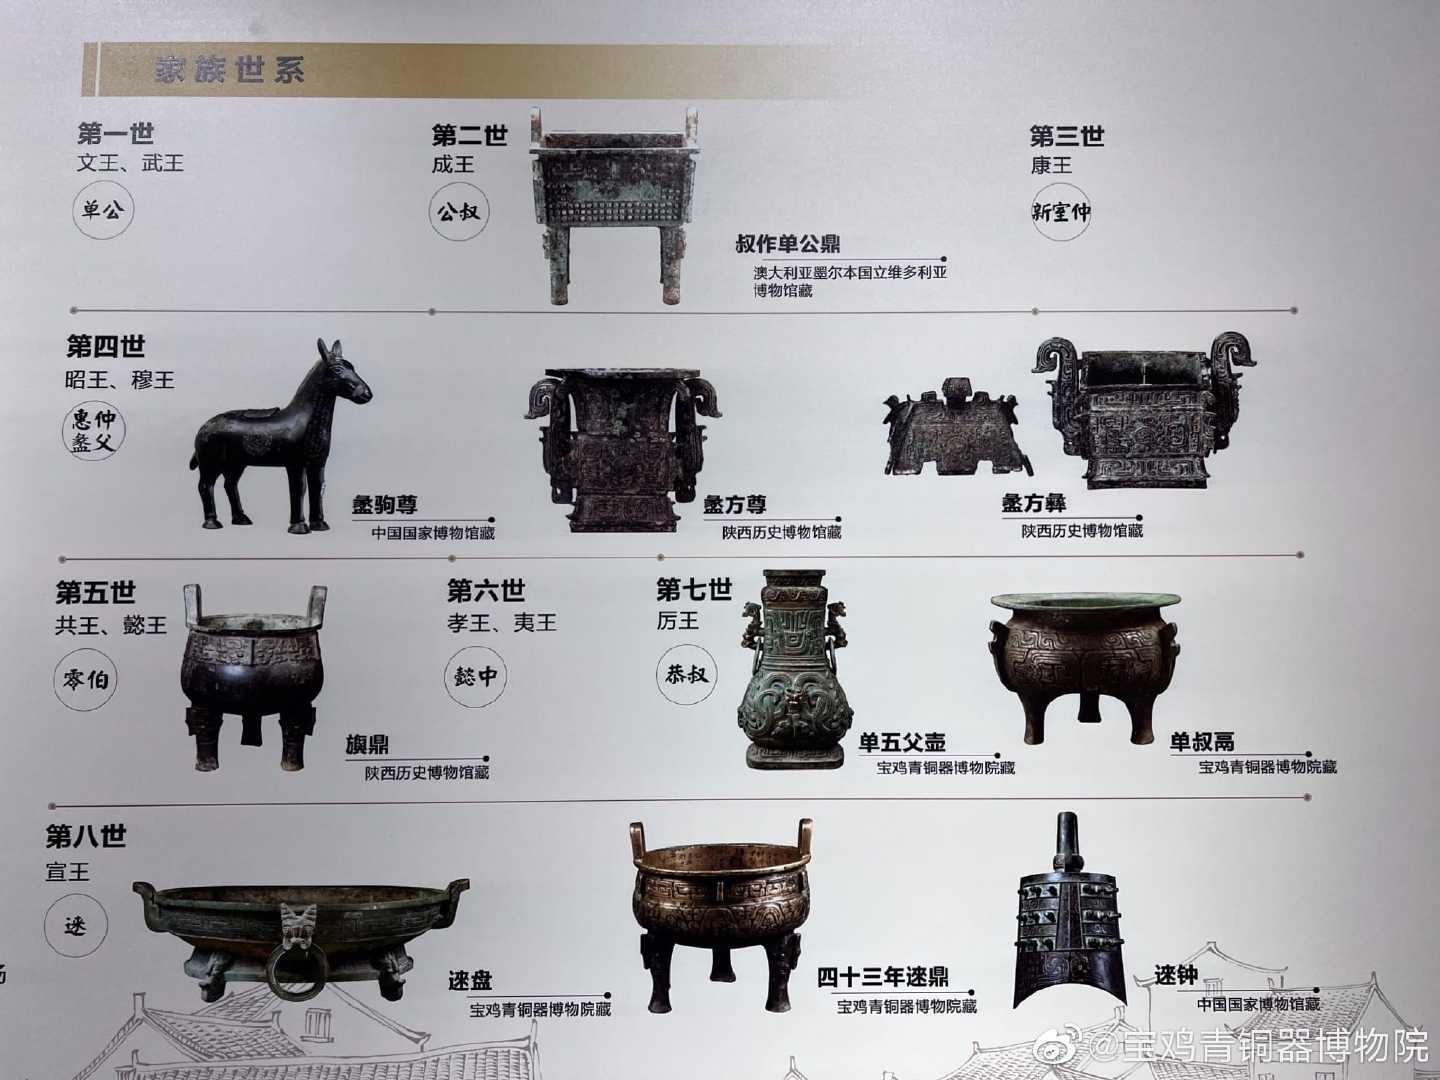 家族世系
第一世
文王、武王
单公
第二世
成王
公叔
叔作单公鼎
澳大利亚墨尔本国立维多利亚
博物馆藏
第三世
康王
新室仲
第四世
昭王、穆王
惠仲
盠父
盠驹尊
中国国家博物馆藏
盠方尊
陕西历史博物馆藏
盠方彝
陕西历史博物馆藏
第五世
共王、懿王
零伯
旟鼎
陕西历史博物馆藏
第六世
孝王、夷王
懿中
第七世
厉王
恭叔
单五父壶
宝鸡青铜器博物院藏
单叔鬲
宝鸡青铜器博物院藏
第八世
宣王
逨
逨盘
宝鸡青铜器博物院藏
四十三年逨鼎
宝鸡青铜器博物院藏
逨钟
中国国家博物馆藏
@宝鸡青铜器博物院